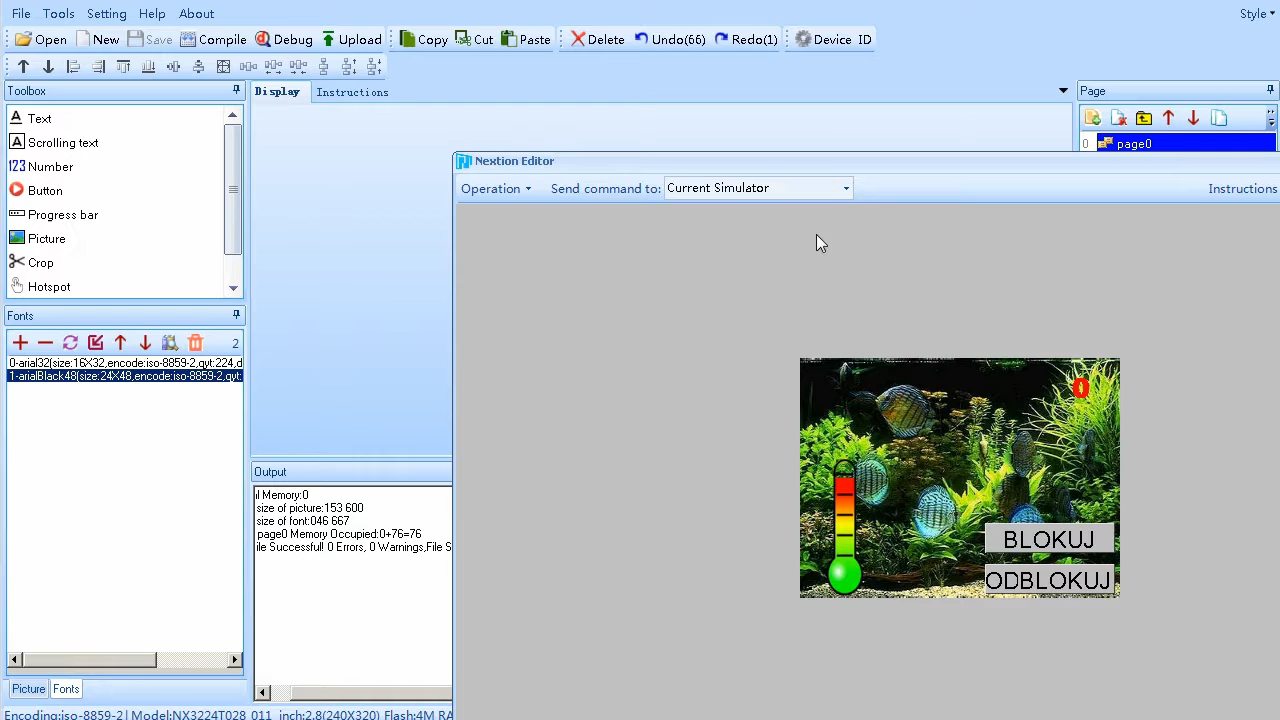 File Tools Setting Help About Style
Open New Save Compile Debug Upload Copy Cut Paste Delete Undo(66) Redo(1) Device ID
Toolbox Display Instructions Page
A Text
A Scrolling text
123 Number
Button
Progress bar
Picture
Crop
Hotspot
0 page0
Nextion Editor
Operation Send command to: Current Simulator Instructions
0
BLOKUJ
ODBLOKUJ
Fonts
2
0-arial32(size:16X32,encode:iso-8859-2,qyt:224,d
1-arialBlack48(size:24X48,encode:iso-8859-2,qyt:
Output
l Memory:0
size of picture:153 600
size of font:046 667
page0 Memory Occupied:0+76=76
ile Successful! 0 Errors, 0 Warnings,File S
Picture Fonts
Encoding:iso-8859-2 Model:NX3224T028_011 inch:2.8(240X320) Flash:4M RA